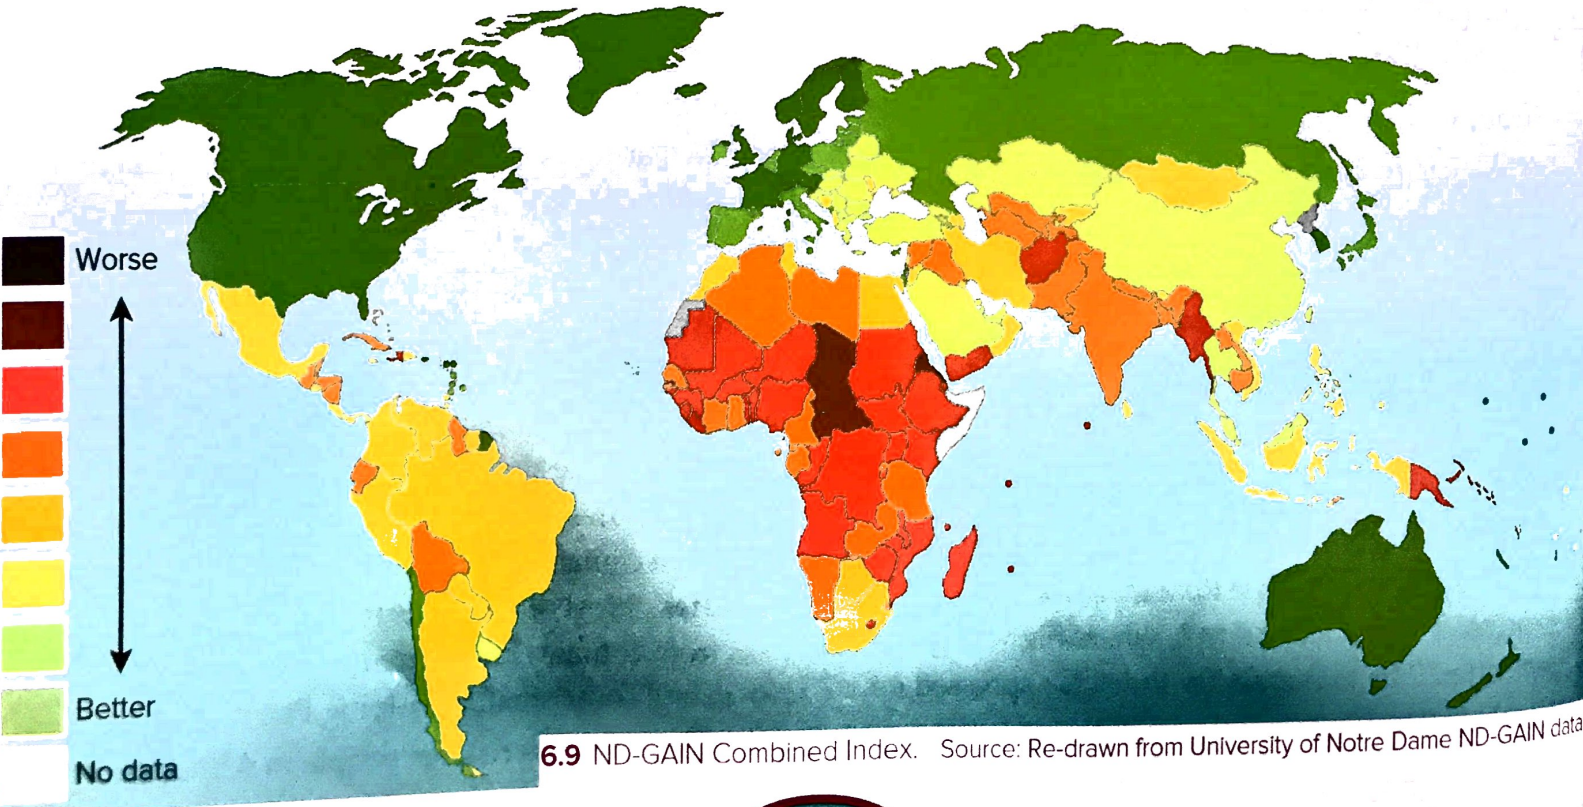 Worse
Better
No data
6.9 ND-GAIN Combined Index. Source: Re-drawn from University of Notre Dame ND-GAIN data